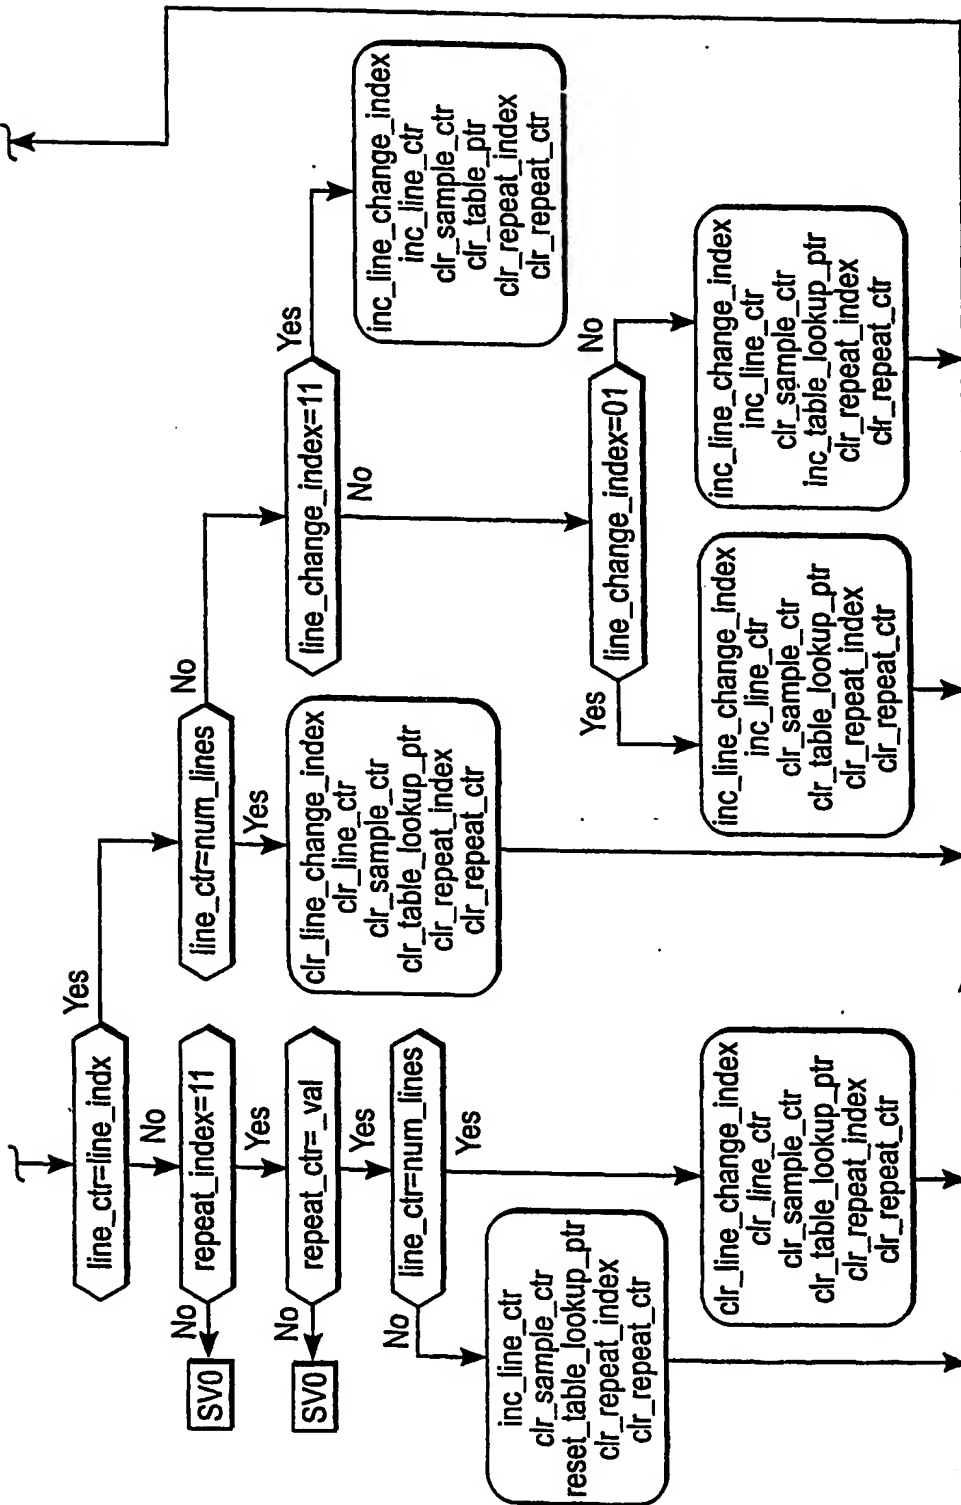 line_ctr=line_indx
Yes
No
repeat_index=11
No
SV0
Yes
repeat_ctr=_val
No
SV0
Yes
line_ctr=num_lines
No
Yes
inc_line_ctr
clr_sample_ctr
reset_table_lookup_ptr
clr_repeat_index
clr_repeat_ctr
clr_line_change_index
clr_line_ctr
clr_sample_ctr
clr_table_lookup_ptr
clr_repeat_index
clr_repeat_ctr
line_ctr=num_lines
No
Yes
clr_line_change_index
clr_line_ctr
clr_sample_ctr
clr_table_lookup_ptr
clr_repeat_index
clr_repeat_ctr
line_change_index=11
Yes
No
inc_line_change_index
inc_line_ctr
clr_sample_ctr
clr_table_ptr
clr_repeat_index
clr_repeat_ctr
line_change_index=01
Yes
No
inc_line_change_index
inc_line_ctr
clr_sample_ctr
clr_table_lookup_ptr
clr_repeat_index
clr_repeat_ctr
inc_line_change_index
inc_line_ctr
clr_sample_ctr
inc_table_lookup_ptr
clr_repeat_index
clr_repeat_ctr